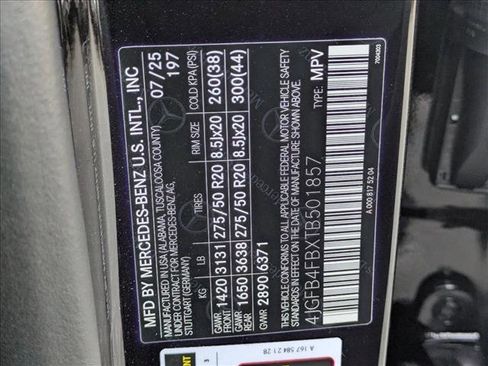 MFD BY MERCEDES-BENZ U.S. INTL., INC
MANUFACTURED IN USA (ALABAMA, TUSCALOOSA COUNTY) 07/25
UNDER CONTRACT FOR MERCEDES-BENZ AG, 197
STUTTGART GERMANY
KG LB TIRE SIZE RIM SIZE COLD KPA (PSI)
GAWR FRONT 1420 3131 275/50 R20 8.5Jx20 260(38)
GAWR REAR 1650 3638 275/50 R20 8.5Jx20 300(44)
GVWR 2890 6371
THIS VEHICLE CONFORMS TO ALL APPLICABLE FEDERAL MOTOR VEHICLE SAFETY
STANDARDS IN EFFECT ON THE DATE OF MANUFACTURE SHOWN ABOVE.
4JGFB4FBXTB501857 TYPE: MPV
A 000 817 52 04
7004323
A 167 584 21 28
3